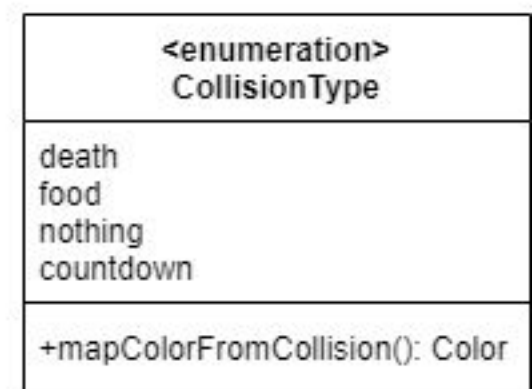 <enumeration>
CollisionType
death
food
nothing
countdown
+mapColorFromCollision(): Color